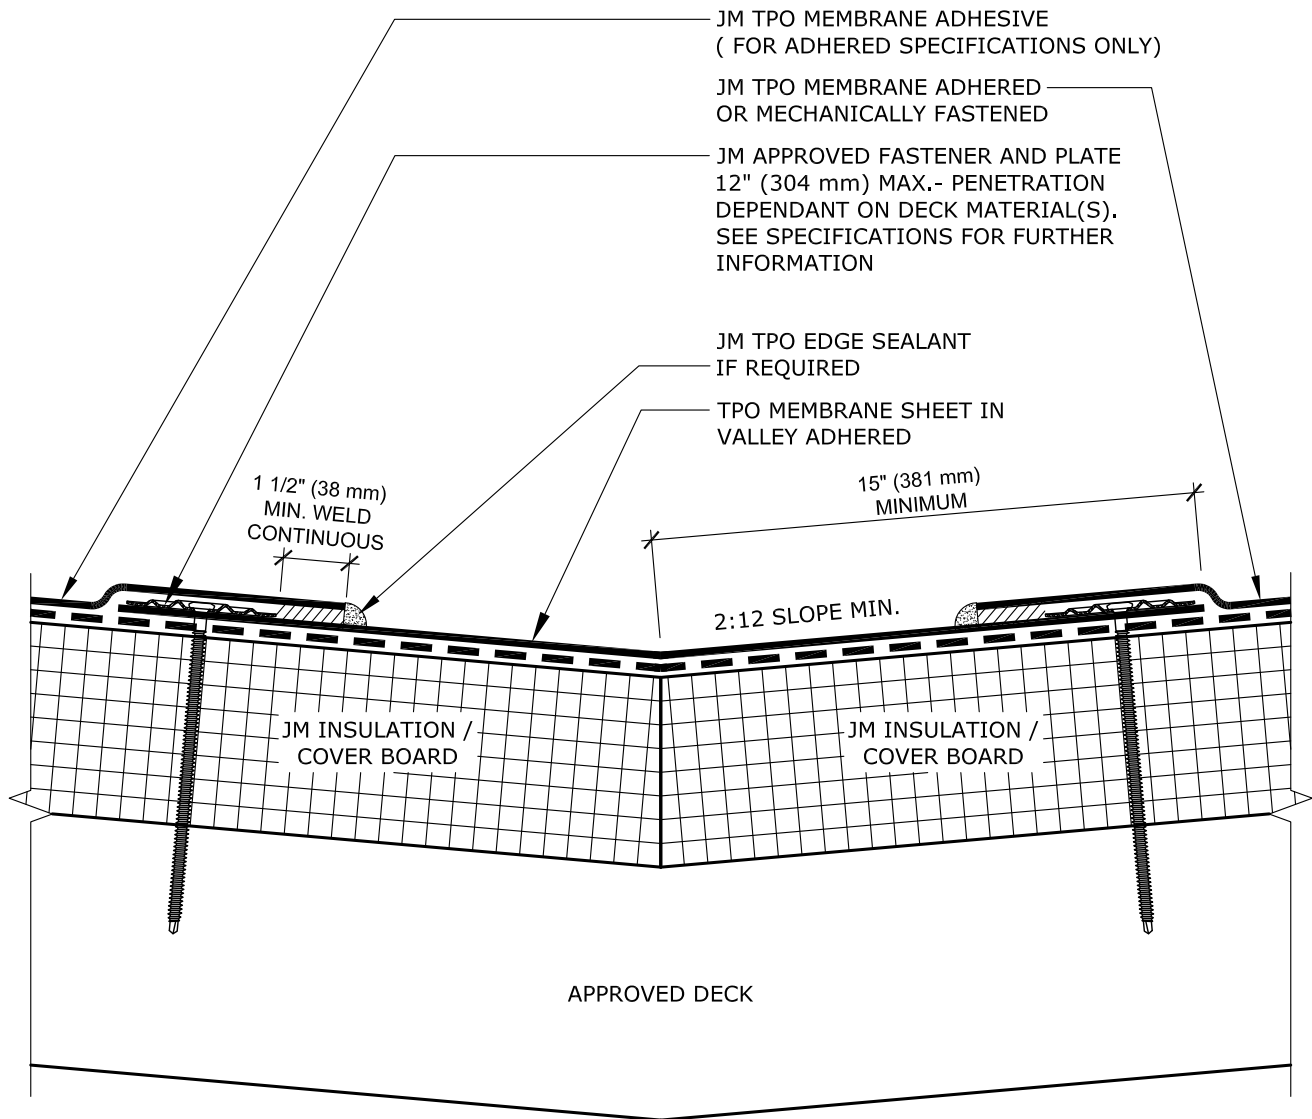 JM TPO MEMBRANE ADHESIVE
( FOR ADHERED SPECIFICATIONS ONLY)
JM TPO MEMBRANE ADHERED
OR MECHANICALLY FASTENED
JM APPROVED FASTENER AND PLATE
12" (304 mm) MAX.- PENETRATION
DEPENDANT ON DECK MATERIAL(S).
SEE SPECIFICATIONS FOR FURTHER
INFORMATION
JM TPO EDGE SEALANT
IF REQUIRED
TPO MEMBRANE SHEET IN
VALLEY ADHERED
1 1/2" (38 mm)
MIN. WELD
CONTINUOUS
15" (381 mm)
MINIMUM
2:12 SLOPE MIN.
JM INSULATION /
COVER BOARD
JM INSULATION /
COVER BOARD
APPROVED DECK